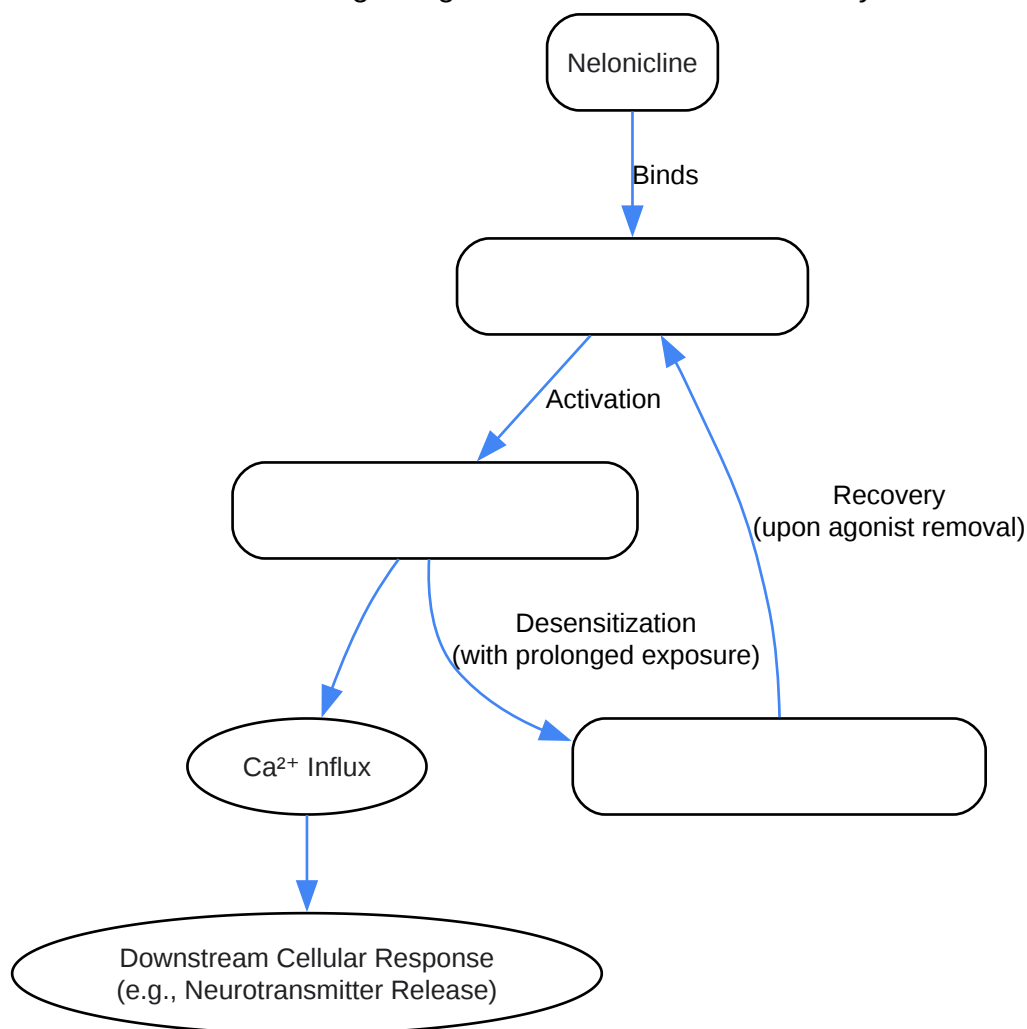 Nelonicline
Binds
Activation
Recovery
(upon agonist removal)
Desensitization
(with prolonged exposure)
Ca²⁺ Influx
Downstream Cellular Response
(e.g., Neurotransmitter Release)